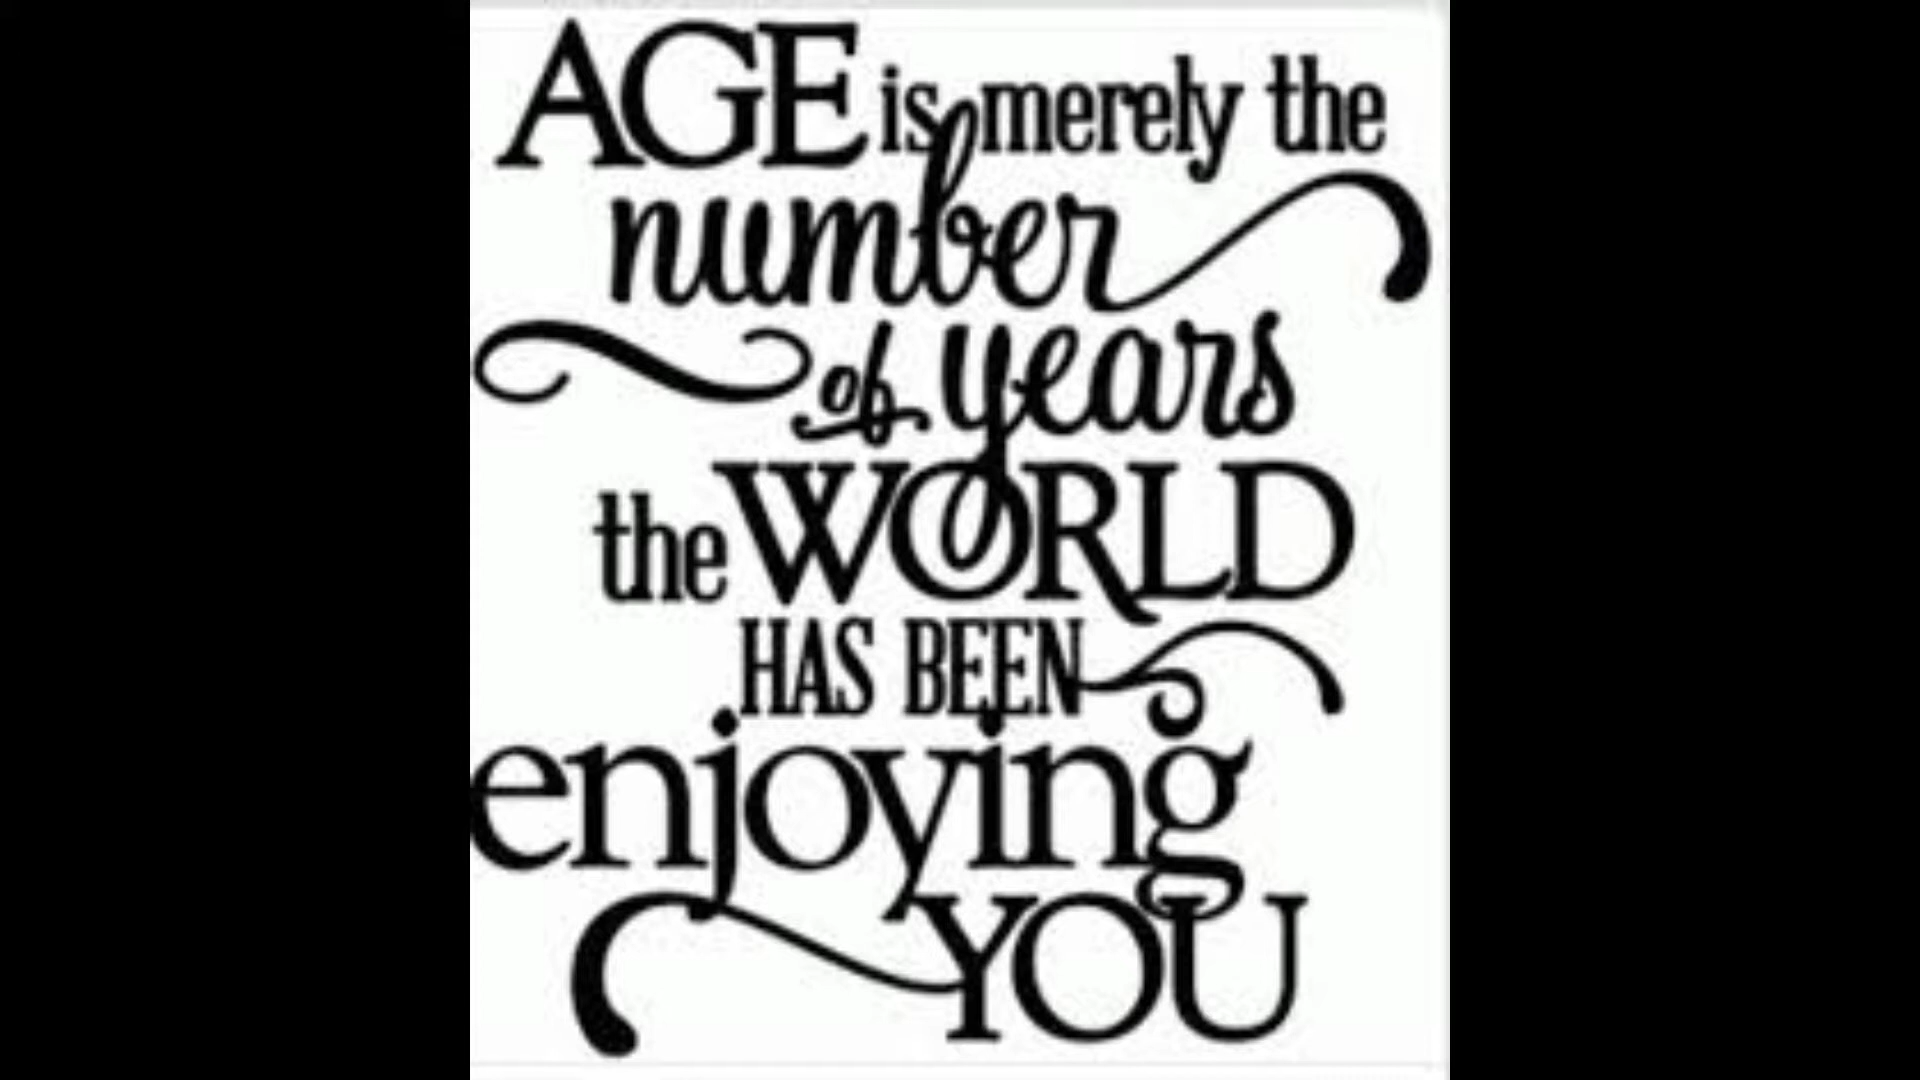 AGE is merely the
number
of years
the WORLD
HAS BEEN
enjoying
YOU